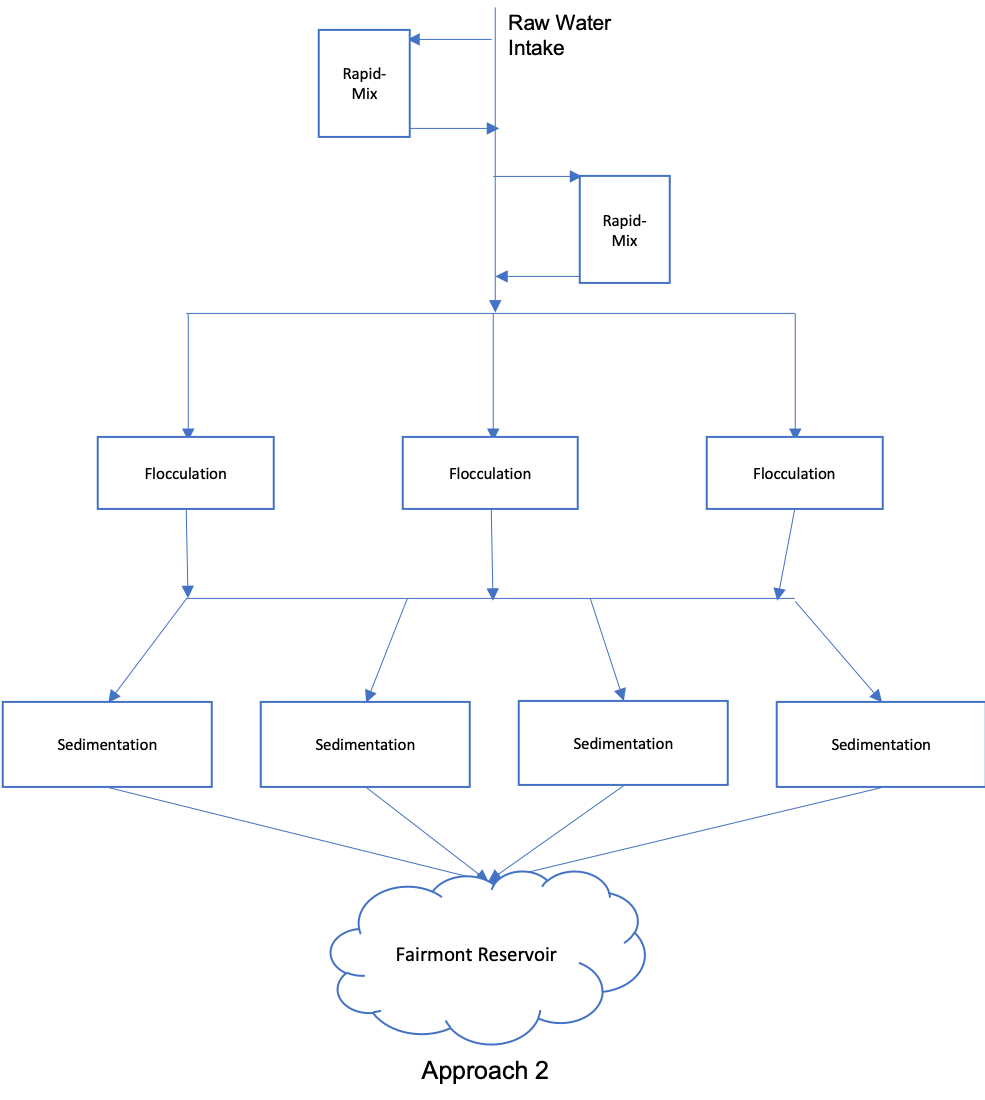 Raw Water
Intake
Rapid-
Mix
Rapid-
Mix
Flocculation
Flocculation
Flocculation
Sedimentation
Sedimentation
Sedimentation
Sedimentation
Fairmont Reservoir
Approach 2